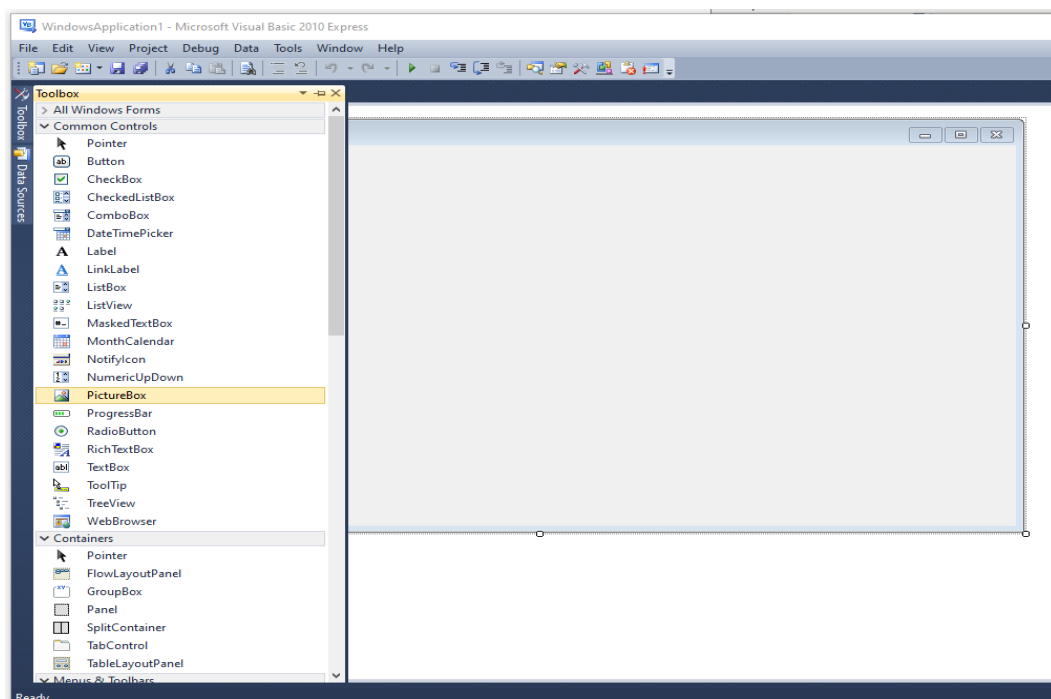 WindowsApplication1 - Microsoft Visual Basic 2010 Express
File Edit View Project Debug Data Tools Window Help
Toolbox
Toolbox
Data Sources
All Windows Forms
Common Controls
Pointer
Button
CheckBox
CheckedListBox
ComboBox
DateTimePicker
Label
LinkLabel
ListBox
ListView
MaskedTextBox
MonthCalendar
NotifyIcon
NumericUpDown
PictureBox
ProgressBar
RadioButton
RichTextBox
TextBox
ToolTip
TreeView
WebBrowser
Containers
Pointer
FlowLayoutPanel
GroupBox
Panel
SplitContainer
TabControl
TableLayoutPanel
Menus & Toolbars
Ready